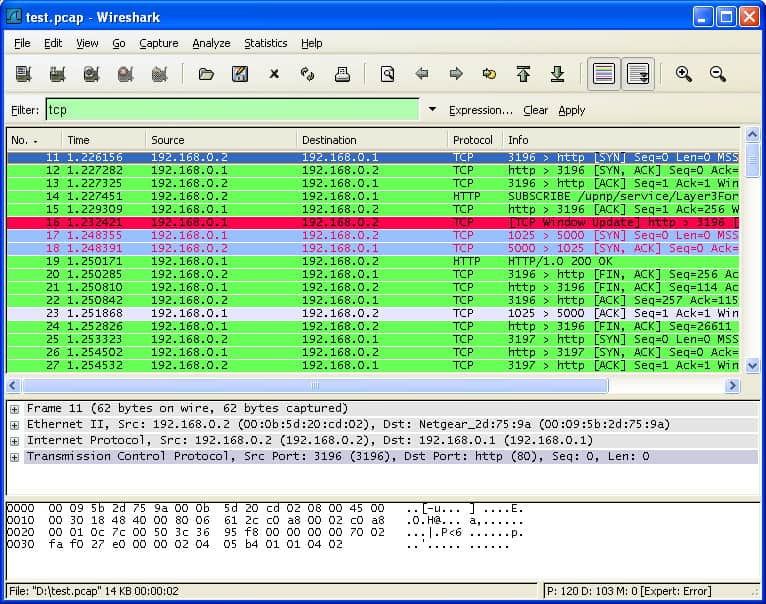 test.pcap - Wireshark
File Edit View Go Capture Analyze Statistics Help
Filter: tcp Expression... Clear Apply
No. Time Source Destination Protocol Info
11 1.226156 192.168.0.2 192.168.0.1 TCP 3196 > http [SYN] Seq=0 Len=0 MSS
12 1.227282 192.168.0.1 192.168.0.2 TCP http > 3196 [SYN, ACK] Seq=0 Ack=
13 1.227325 192.168.0.2 192.168.0.1 TCP 3196 > http [ACK] Seq=1 Ack=1 Win
14 1.227451 192.168.0.2 192.168.0.1 HTTP SUBSCRIBE /upnp/service/Layer3For
15 1.229309 192.168.0.1 192.168.0.2 TCP http > 3196 [ACK] Seq=1 Ack=256 W
16 1.232421 192.168.0.1 192.168.0.2 TCP [TCP Window Update] http > 3196 [
17 1.248355 192.168.0.1 192.168.0.2 TCP 1025 > 5000 [SYN] Seq=0 Len=0 MSS
18 1.248391 192.168.0.2 192.168.0.1 TCP 5000 > 1025 [SYN, ACK] Seq=0 Ack=
19 1.250171 192.168.0.1 192.168.0.2 HTTP HTTP/1.0 200 OK
20 1.250285 192.168.0.2 192.168.0.1 TCP 3196 > http [FIN, ACK] Seq=256 Ac
21 1.250810 192.168.0.1 192.168.0.2 TCP http > 3196 [FIN, ACK] Seq=114 Ac
22 1.250842 192.168.0.2 192.168.0.1 TCP 3196 > http [ACK] Seq=257 Ack=115
23 1.251868 192.168.0.1 192.168.0.2 TCP 1025 > 5000 [ACK] Seq=1 Ack=1 Win
24 1.252826 192.168.0.1 192.168.0.2 TCP http > 3196 [FIN, ACK] Seq=26611
25 1.253323 192.168.0.2 192.168.0.1 TCP 3197 > http [SYN] Seq=0 Len=0 MSS
26 1.254502 192.168.0.1 192.168.0.2 TCP http > 3197 [SYN, ACK] Seq=0 Ack=
27 1.254532 192.168.0.2 192.168.0.1 TCP 3197 > http [ACK] Seq=1 Ack=1 Win
Frame 11 (62 bytes on wire, 62 bytes captured)
Ethernet II, Src: 192.168.0.2 (00:0b:5d:20:cd:02), Dst: Netgear_2d:75:9a (00:09:5b:2d:75:9a)
Internet Protocol, Src: 192.168.0.2 (192.168.0.2), Dst: 192.168.0.1 (192.168.0.1)
Transmission Control Protocol, Src Port: 3196 (3196), Dst Port: http (80), Seq: 0, Len: 0
0000 00 09 5b 2d 75 9a 00 0b 5d 20 cd 02 08 00 45 00 ..[-u... ] ....E.
0010 00 30 18 48 40 00 80 06 61 2c c0 a8 00 02 c0 a8 .0.H@... a,......
0020 00 01 0c 7c 00 50 3c 36 95 f8 00 00 00 00 70 02 ...|.P<6 ......p.
0030 fa f0 27 e0 00 00 02 04 05 b4 01 01 04 02 ..'..... ......
File: "D:\test.pcap" 14 KB 00:00:02 P: 120 D: 103 M: 0 [Expert: Error]